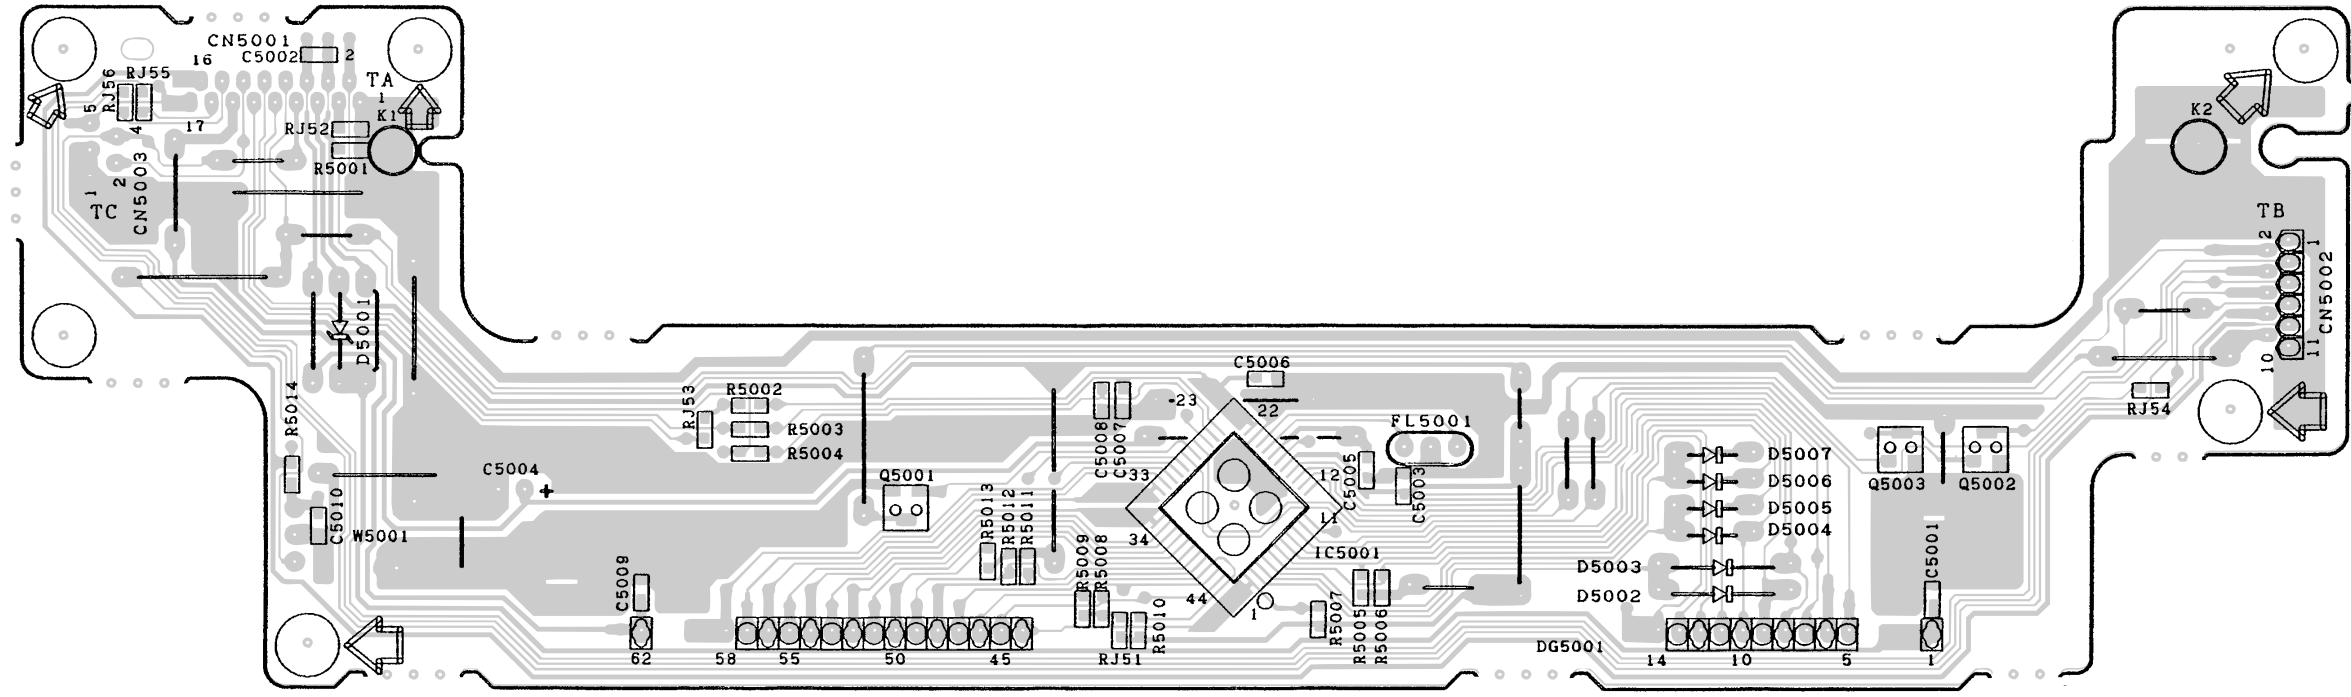 CN5001
C5002
2
16
RJ55
RJ56
TA
1
K1
5
4
17
RJ52
R5001
CN5003
1
2
TC
K2
TB
2
1
CN5002
10
11
RJ54
D5001
R5014
C5010
W5001
C5004
+
RJ53
R5002
R5003
R5004
Q5001
R5013
R5012
R5011
C5009
C5006
C5008
C5007
23
22
33
12
34
11
44
1
IC5001
FL5001
C5005
C5003
R5009
R5008
RJ51
R5010
R5007
R5005
R5006
D5007
D5006
D5005
D5004
D5003
D5002
Q5003
Q5002
C5001
DG5001
62
58
55
50
45
14
10
5
1